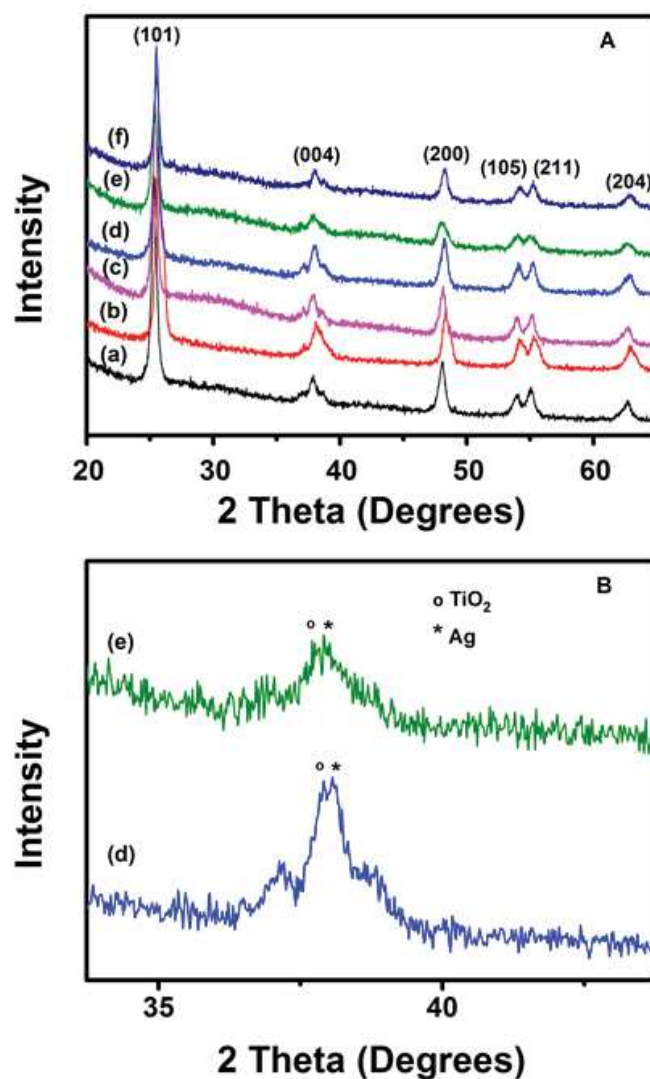 A
(101)
(f)
(004)
(200)
(105) (211)
(204)
(e)
(d)
(c)
(b)
(a)
Intensity
20 30 40 50 60
2 Theta (Degrees)
B
o TiO₂
* Ag
(e)
o *
(d)
o *
Intensity
35 40
2 Theta (Degrees)